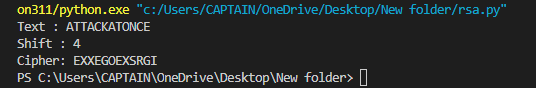 on311/python.exe "c:/Users/CAPTAIN/OneDrive/Desktop/New folder/rsa.py"
Text : ATTACKATONCE
Shift : 4
Cipher: EXXEGOEXSRGI
PS C:\Users\CAPTAIN\OneDrive\Desktop\New folder>